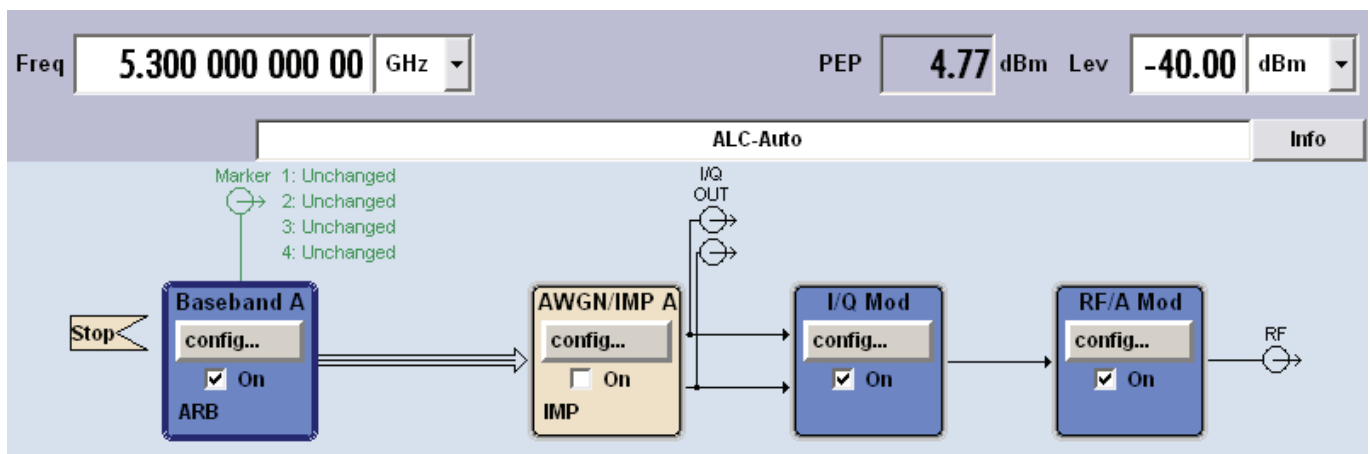 Freq 5.300 000 000 00 GHz PEP 4.77 dBm Lev -40.00 dBm
ALC-Auto Info
Marker 1: Unchanged
2: Unchanged
3: Unchanged
4: Unchanged
I/Q
OUT
Baseband A AWGN/IMP A I/Q Mod RF/A Mod
Stop config... config... config... config... RF
On On On On
ARB IMP